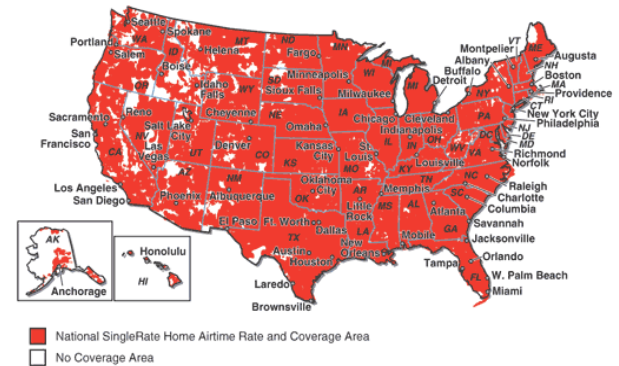 Seattle
Spokane
Portland
Salem
WA
ID
MT
Helena
ND
Fargo
MN
Boise
OR
Idaho
Falls
WY
SD
Sioux Falls
Minneapolis
WI
MI
MI
Milwaukee
Detroit
Buffalo
Albany
Montpelier
VT
ME
Augusta
NH
Boston
MA
Providence
RI
CT
New York City
Philadelphia
NY
PA
NJ
DE
MD
DC
Richmond
Norfolk
Sacramento
San
Francisco
Reno
NV
Salt Lake
City
Cheyenne
NE
IA
Omaha
Chicago
Cleveland
Indianapolis
IL
IN
OH
WV
VA
CA
Las
Vegas
UT
Denver
CO
KS
Kansas
City
St.
Louis
MO
KY
Louisville
Los Angeles
San Diego
AZ
Phoenix
NM
Albuquerque
Oklahoma
City
OK
AR
Little
Rock
Memphis
TN
NC
SC
Raleigh
Charlotte
Columbia
El Paso
Ft. Worth
Dallas
TX
Austin
Houston
LA
New
Orleans
MS
AL
Mobile
Atlanta
GA
Savannah
Jacksonville
Orlando
Tampa
FL
W. Palm Beach
Miami
Laredo
Brownsville
AK
Anchorage
Honolulu
HI
National SingleRate Home Airtime Rate and Coverage Area
No Coverage Area